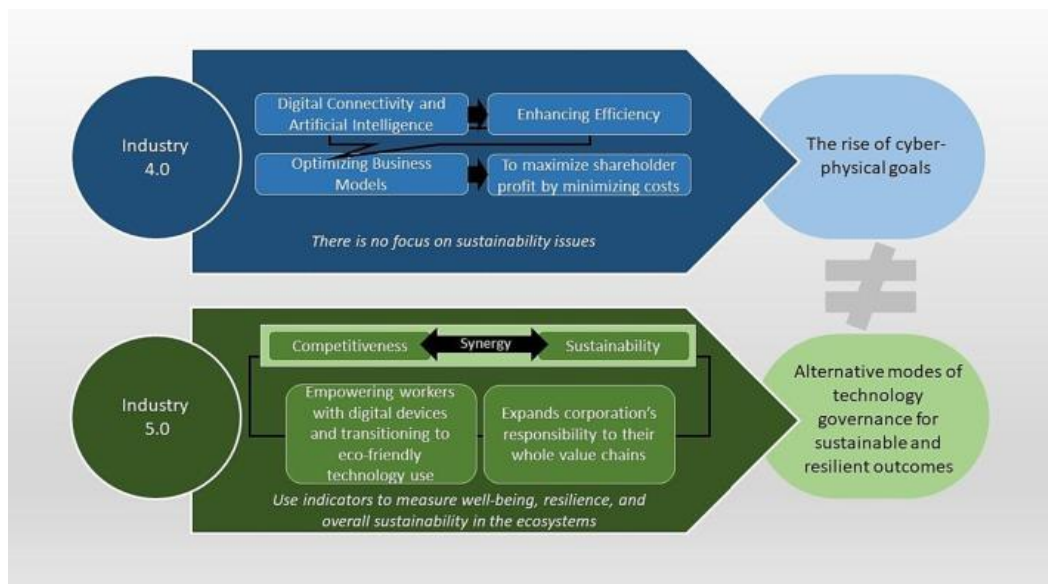 Industry
4.0
Digital Connectivity and
Artificial Intelligence
Enhancing Efficiency
Optimizing Business
Models
To maximize shareholder
profit by minimizing costs
There is no focus on sustainability issues
The rise of cyber-
physical goals
≠
Industry
5.0
Competitiveness
Synergy
Sustainability
Empowering workers
with digital devices
and transitioning to
eco-friendly
technology use
Expands corporation's
responsibility to their
whole value chains
Use indicators to measure well-being, resilience, and
overall sustainability in the ecosystems
Alternative modes of
technology
governance for
sustainable and
resilient outcomes